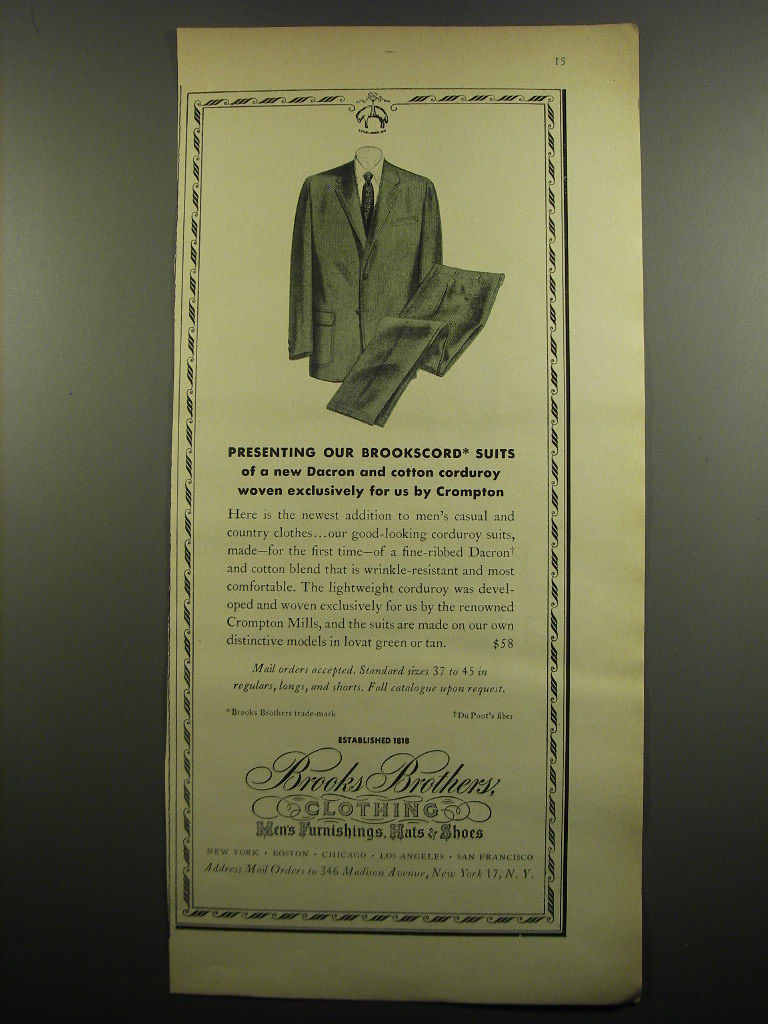 15
PRESENTING OUR BROOKSCORD* SUITS
of a new Dacron and cotton corduroy
woven exclusively for us by Crompton
Here is the newest addition to men's casual and
country clothes...our good-looking corduroy suits,
made—for the first time—of a fine-ribbed Dacron†
and cotton blend that is wrinkle-resistant and most
comfortable. The lightweight corduroy was devel-
oped and woven exclusively for us by the renowned
Crompton Mills, and the suits are made on our own
distinctive models in lovat green or tan. $58
Mail orders accepted. Standard sizes 37 to 45 in
regulars, longs, and shorts. Fall catalogue upon request.
*Brooks Brothers trade-mark †Du Pont's fiber
ESTABLISHED 1818
Brooks Brothers,
CLOTHING
Men's Furnishings, Hats & Shoes
NEW YORK • BOSTON • CHICAGO • LOS ANGELES • SAN FRANCISCO
Address Mail Orders to 346 Madison Avenue, New York 17, N. Y.